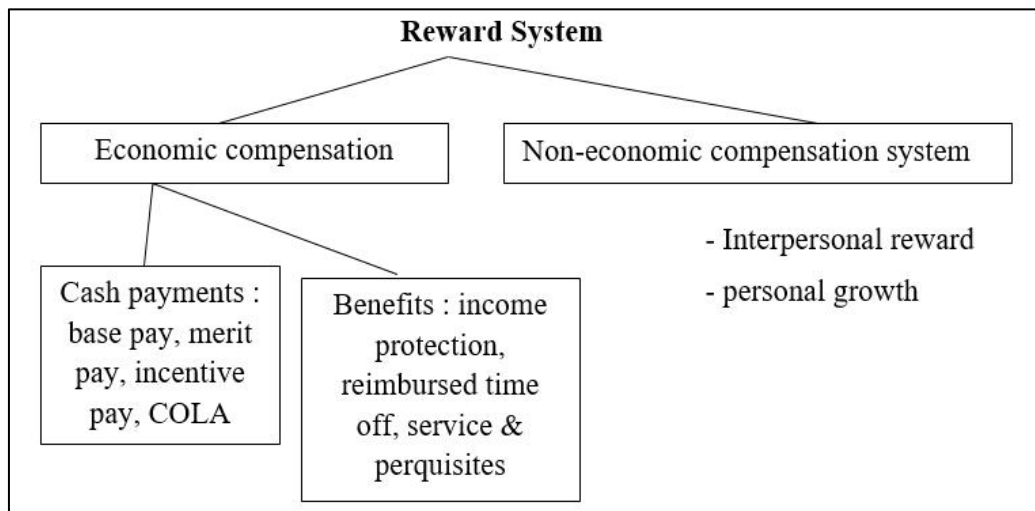 Reward System
Economic compensation
Non-economic compensation system
- Interpersonal reward
- personal growth
Cash payments :
base pay, merit
pay, incentive
pay, COLA
Benefits : income
protection,
reimbursed time
off, service &
perquisites